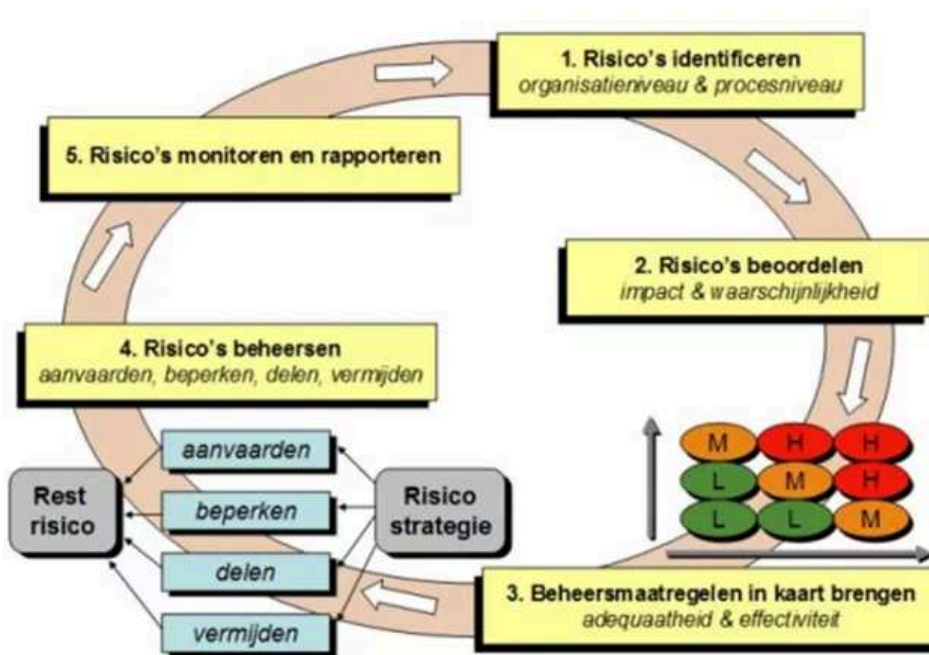 1. Risico's identificeren
organisatieniveau & procesniveau
2. Risico's beoordelen
impact & waarschijnlijkheid
M H H
L M H
L L M
3. Beheersmaatregelen in kaart brengen
adequaatheid & effectiviteit
4. Risico's beheersen
aanvaarden, beperken, delen, vermijden
Risico
strategie
aanvaarden
beperken
delen
vermijden
Rest
risico
5. Risico's monitoren en rapporteren